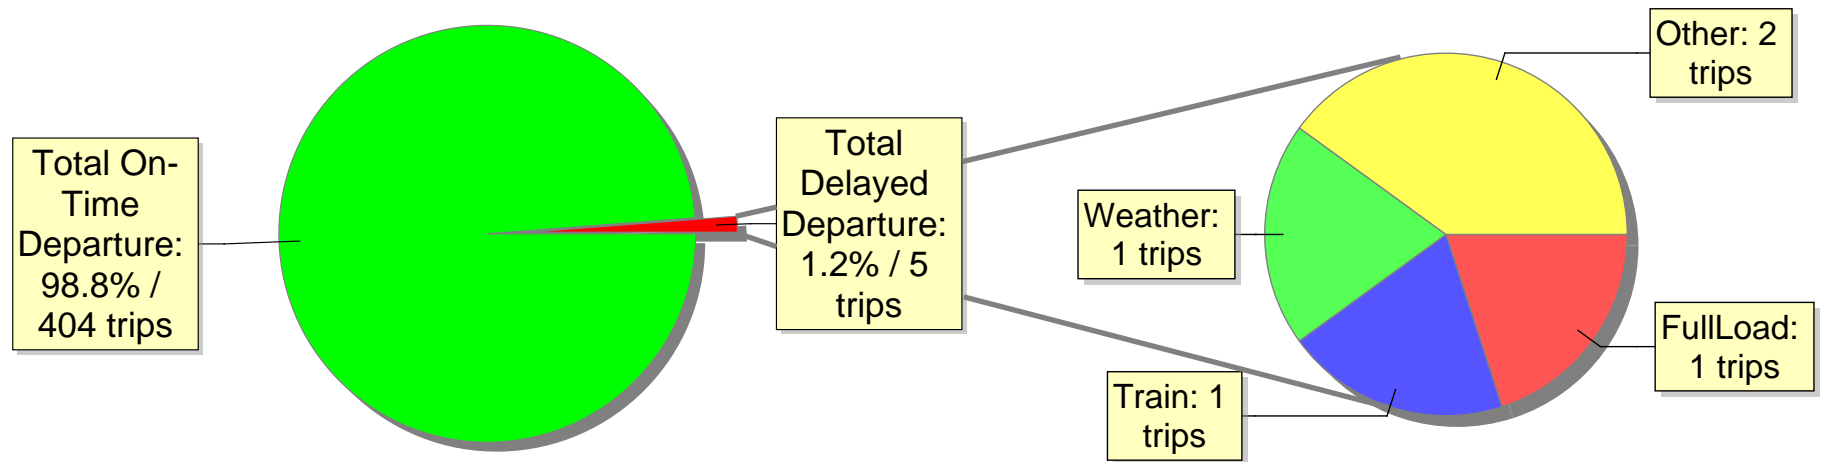 Total On-
Time
Departure:
98.8% /
404 trips
Total
Delayed
Departure:
1.2% / 5
trips
Other: 2
trips
Weather:
1 trips
FullLoad:
1 trips
Train: 1
trips